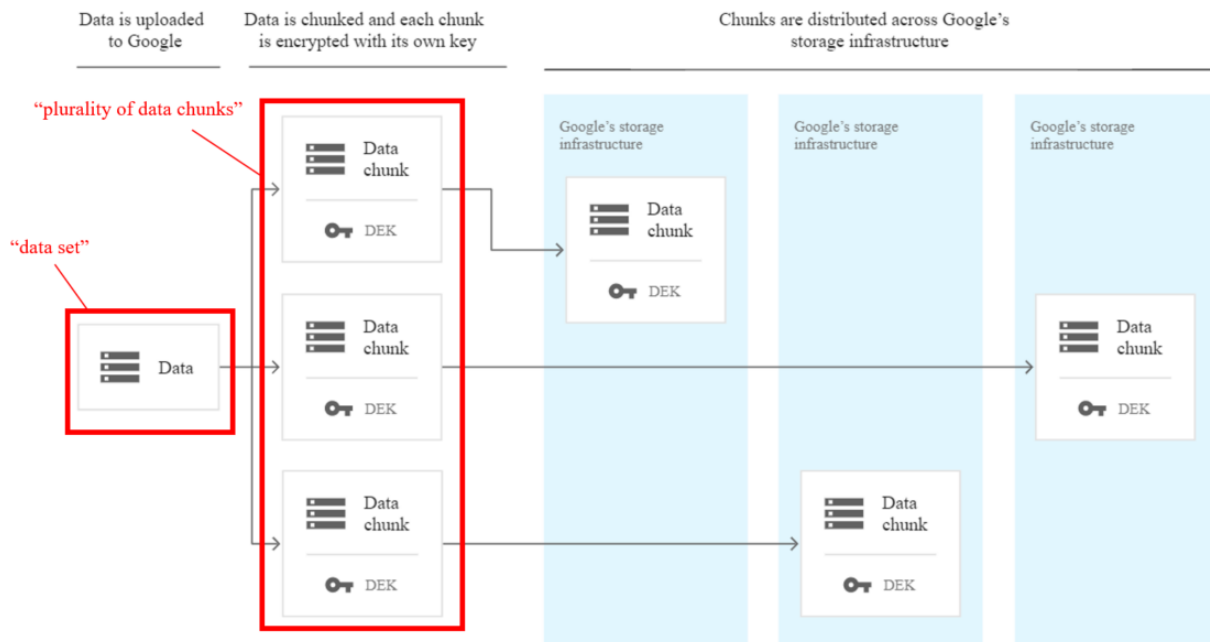 Data is uploaded
to Google
Data is chunked and each chunk
is encrypted with its own key
Chunks are distributed across Google's
storage infrastructure
“plurality of data chunks”
“data set”
Data
Data
chunk
DEK
Data
chunk
DEK
Data
chunk
DEK
Google's storage
infrastructure
Data
chunk
DEK
Google's storage
infrastructure
Data
chunk
DEK
Google's storage
infrastructure
Data
chunk
DEK